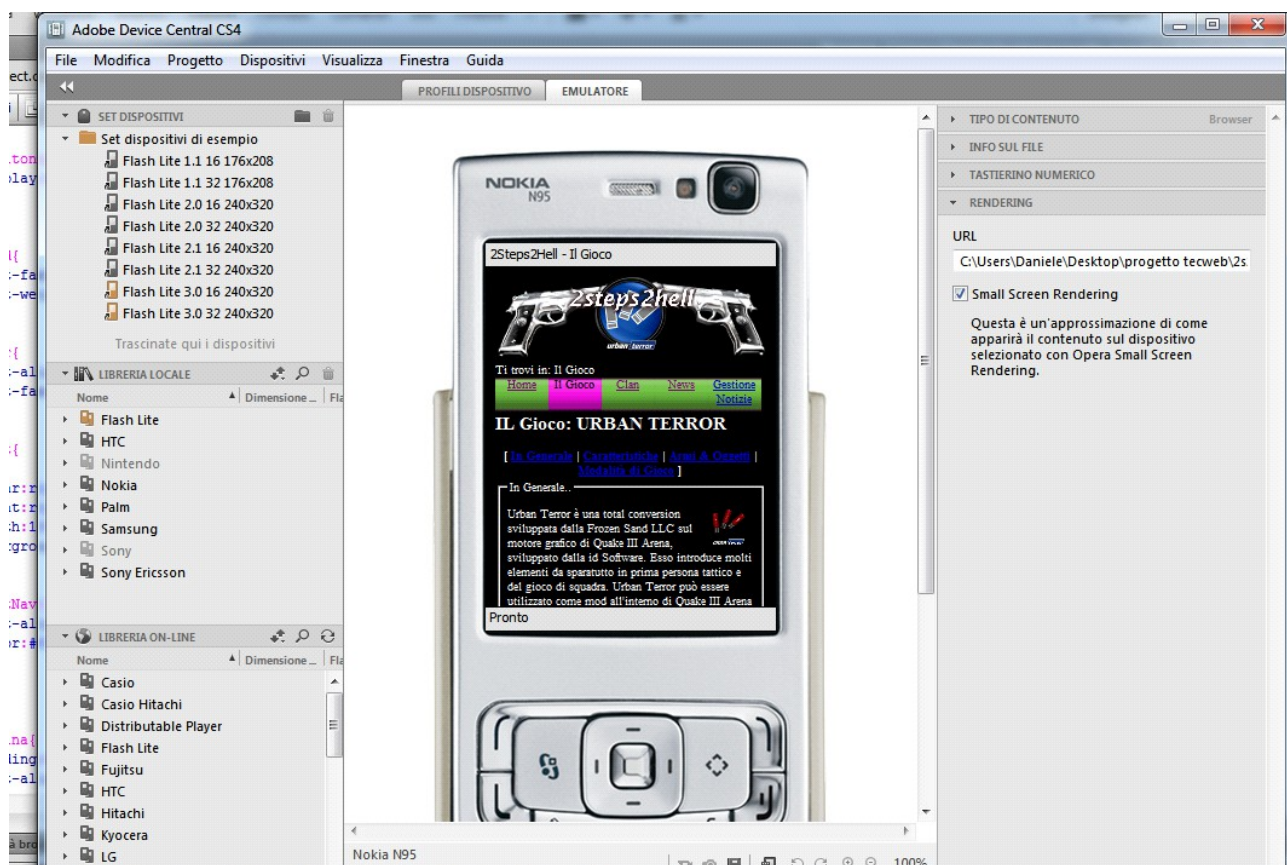 Adobe Device Central CS4
File Modifica Progetto Dispositivi Visualizza Finestra Guida
PROFILI DISPOSITIVO EMULATORE
SET DISPOSITIVI
Set dispositivi di esempio
Flash Lite 1.1 16 176x208
Flash Lite 1.1 32 176x208
Flash Lite 2.0 16 240x320
Flash Lite 2.0 32 240x320
Flash Lite 2.1 16 240x320
Flash Lite 2.1 32 240x320
Flash Lite 3.0 16 240x320
Flash Lite 3.0 32 240x320
Trascinate qui i dispositivi
LIBRERIA LOCALE
Nome Dimensione ... Fla
Flash Lite
HTC
Nintendo
Nokia
Palm
Samsung
Sony
Sony Ericsson
LIBRERIA ON-LINE
Nome Dimensione ... Fla
Casio
Casio Hitachi
Distributable Player
Flash Lite
Fujitsu
HTC
Hitachi
Kyocera
LG
NOKIA
N95
2Steps2Hell - Il Gioco
2steps2hell
urban terror
Ti trovi in: Il Gioco
Home Il Gioco Clan News Gestione
Notizie
IL Gioco: URBAN TERROR
[ In Generale | Caratteristiche | Armi & Oggetti |
Modalità di Gioco ]
In Generale..
Urban Terror è una total conversion
sviluppata dalla Frozen Sand LLC sul
motore grafico di Quake III Arena,
sviluppato dalla id Software. Esso introduce molti
elementi da sparatutto in prima persona tattico e
del gioco di squadra. Urban Terror può essere
utilizzato come mod all'interno di Quake III Arena
Pronto
Nokia N95
100%
TIPO DI CONTENUTO Browser
INFO SUL FILE
TASTIERINO NUMERICO
RENDERING
URL
C:\Users\Daniele\Desktop\progetto tecweb\2s
Small Screen Rendering
Questa è un'approssimazione di come
apparirà il contenuto sul dispositivo
selezionato con Opera Small Screen
Rendering.